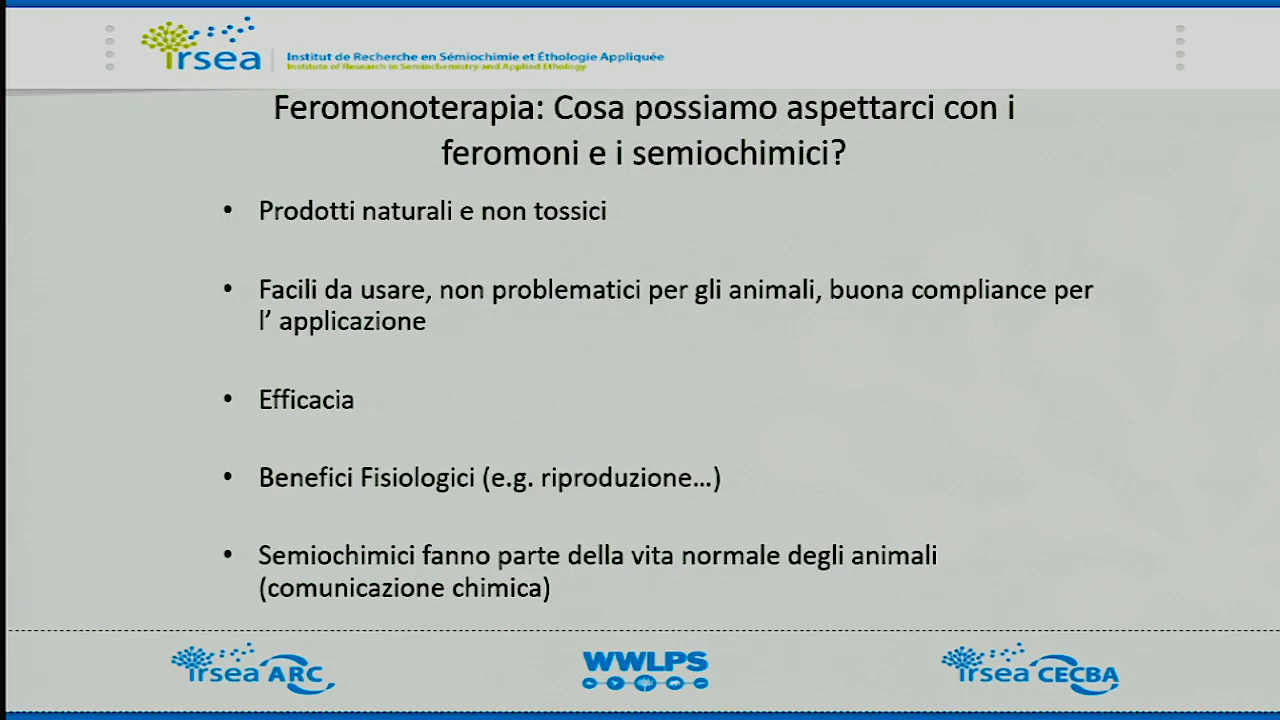 irsea
Institut de Recherche en Sémiochimie et Éthologie Appliquée
Institute of Research in Semiochemistry and Applied Ethology
Feromonoterapia: Cosa possiamo aspettarci con i
feromoni e i semiochimici?
• Prodotti naturali e non tossici
• Facili da usare, non problematici per gli animali, buona compliance per
l’ applicazione
• Efficacia
• Benefici Fisiologici (e.g. riproduzione…)
• Semiochimici fanno parte della vita normale degli animali
(comunicazione chimica)
irsea ARC
WWLPS
irsea CECBA